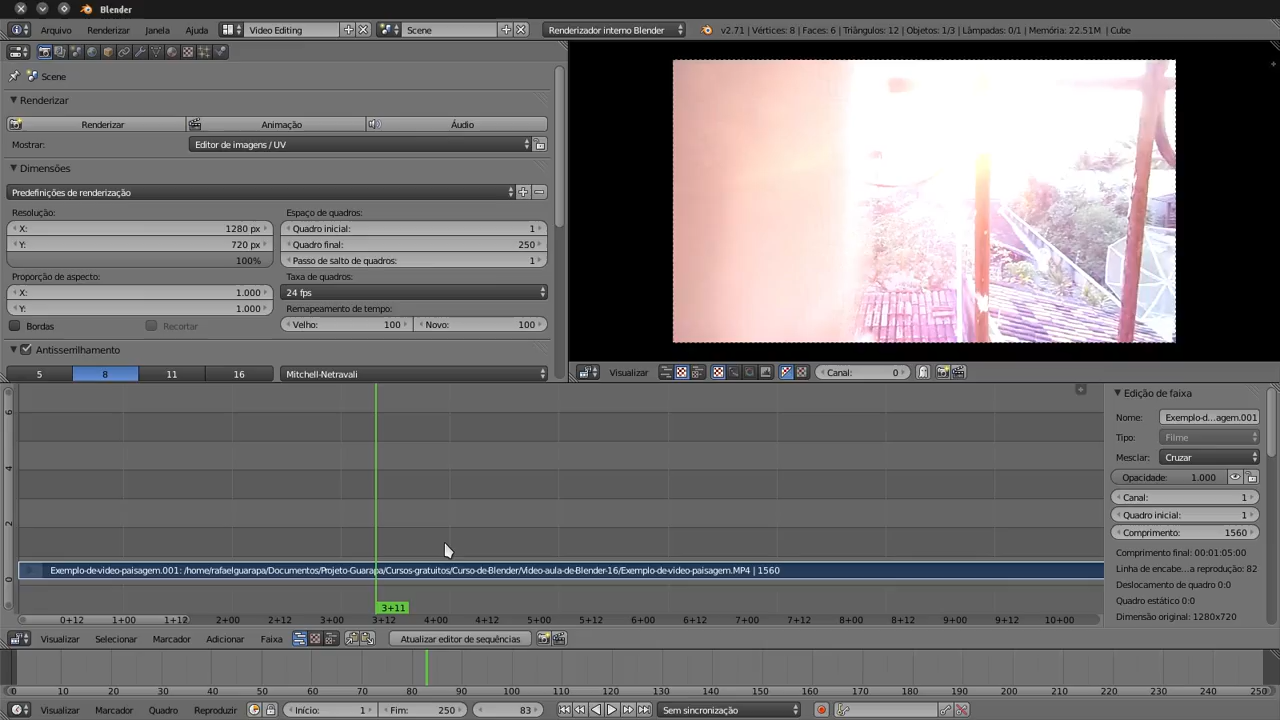 Blender
Arquivo Renderizar Janela Ajuda Video Editing Scene Renderizador interno Blender v2.71 | Vértices: 8 | Faces: 6 | Triângulos: 12 | Objetos: 1/3 | Lâmpadas: 0/1 | Memória: 22.51M | Cube
Scene
Renderizar
Renderizar Animação Áudio
Mostrar: Editor de imagens / UV
Dimensões
Predefinições de renderização
Resolução: Espaço de quadros:
X: 1280 px Quadro inicial: 1
Y: 720 px Quadro final: 250
100% Passo de salto de quadros: 1
Proporção de aspecto: Taxa de quadros:
X: 1.000 24 fps
Y: 1.000 Remapeamento de tempo:
Bordas Recortar Velho: 100 Novo: 100
Antisserrilhamento
5 8 11 16 Mitchell-Netravali
Visualizar Canal: 0
6
4
2
0
Exemplo-de-video-paisagem.001: /home/rafaelguarapa/Documentos/Projeto-Guarapa/Cursos-gratuitos/Curso-de-Blender/Video-aula-de-Blender-16/Exemplo-de-video-paisagem.MP4 | 1560
3+11
0+12 1+00 1+12 2+00 2+12 3+00 3+12 4+00 4+12 5+00 5+12 6+00 6+12 7+00 7+12 8+00 8+12 9+00 9+12 10+00
Edição de faixa
Nome: Exemplo-d...agem.001
Tipo: Filme
Mesclar: Cruzar
Opacidade: 1.000
Canal: 1
Quadro inicial: 1
Comprimento: 1560
Comprimento final: 00:01:05:00
Linha de encabe...a reprodução: 82
Deslocamento de quadro 0:0
Quadro estático 0:0
Dimensão original: 1280x720
Visualizar Selecionar Marcador Adicionar Faixa Atualizar editor de sequências
0 10 20 30 40 50 60 70 80 90 100 110 120 130 140 150 160 170 180 190 200 210 220 230 240 250
Visualizar Marcador Quadro Reproduzir Início: 1 Fim: 250 83 Sem sincronização